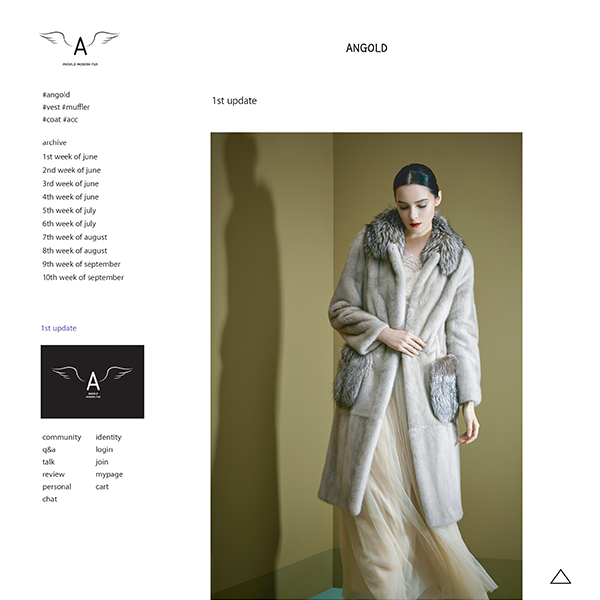 A
ANGOLD MODERN FUR
ANGOLD
#angold
#vest #muffler
#coat #acc
1st update
archive
1st week of june
2nd week of june
3rd week of june
4th week of june
5th week of july
6th week of july
7th week of august
8th week of august
9th week of september
10th week of september
1st update
A
ANGOLD
MODERN FUR
community identity
q&a login
talk join
review mypage
personal cart
chat